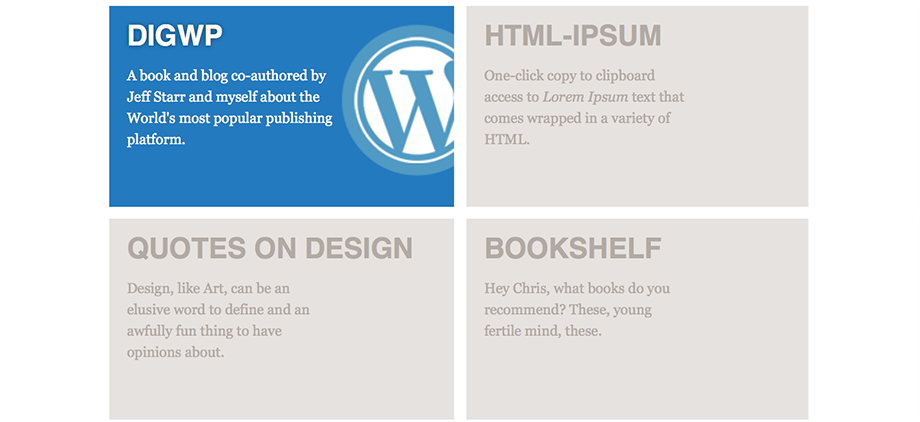 DIGWP
A book and blog co-authored by
Jeff Starr and myself about the
World's most popular publishing
platform.
HTML-IPSUM
One-click copy to clipboard
access to Lorem Ipsum text that
comes wrapped in a variety of
HTML.
QUOTES ON DESIGN
Design, like Art, can be an
elusive word to define and an
awfully fun thing to have
opinions about.
BOOKSHELF
Hey Chris, what books do you
recommend? These, young
fertile mind, these.